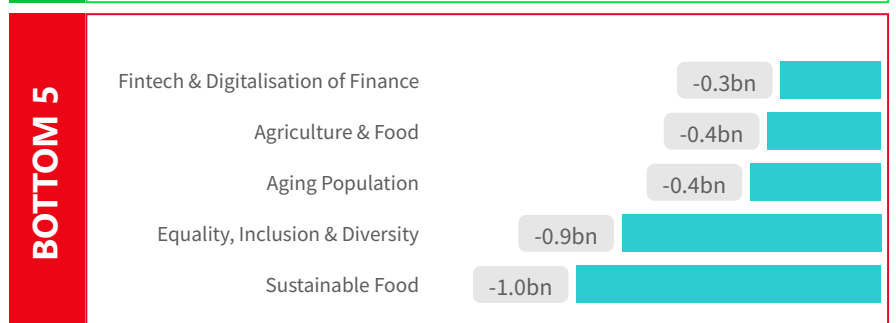 BOTTOM 5
Fintech & Digitalisation of Finance -0.3bn
Agriculture & Food -0.4bn
Aging Population -0.4bn
Equality, Inclusion & Diversity -0.9bn
Sustainable Food -1.0bn